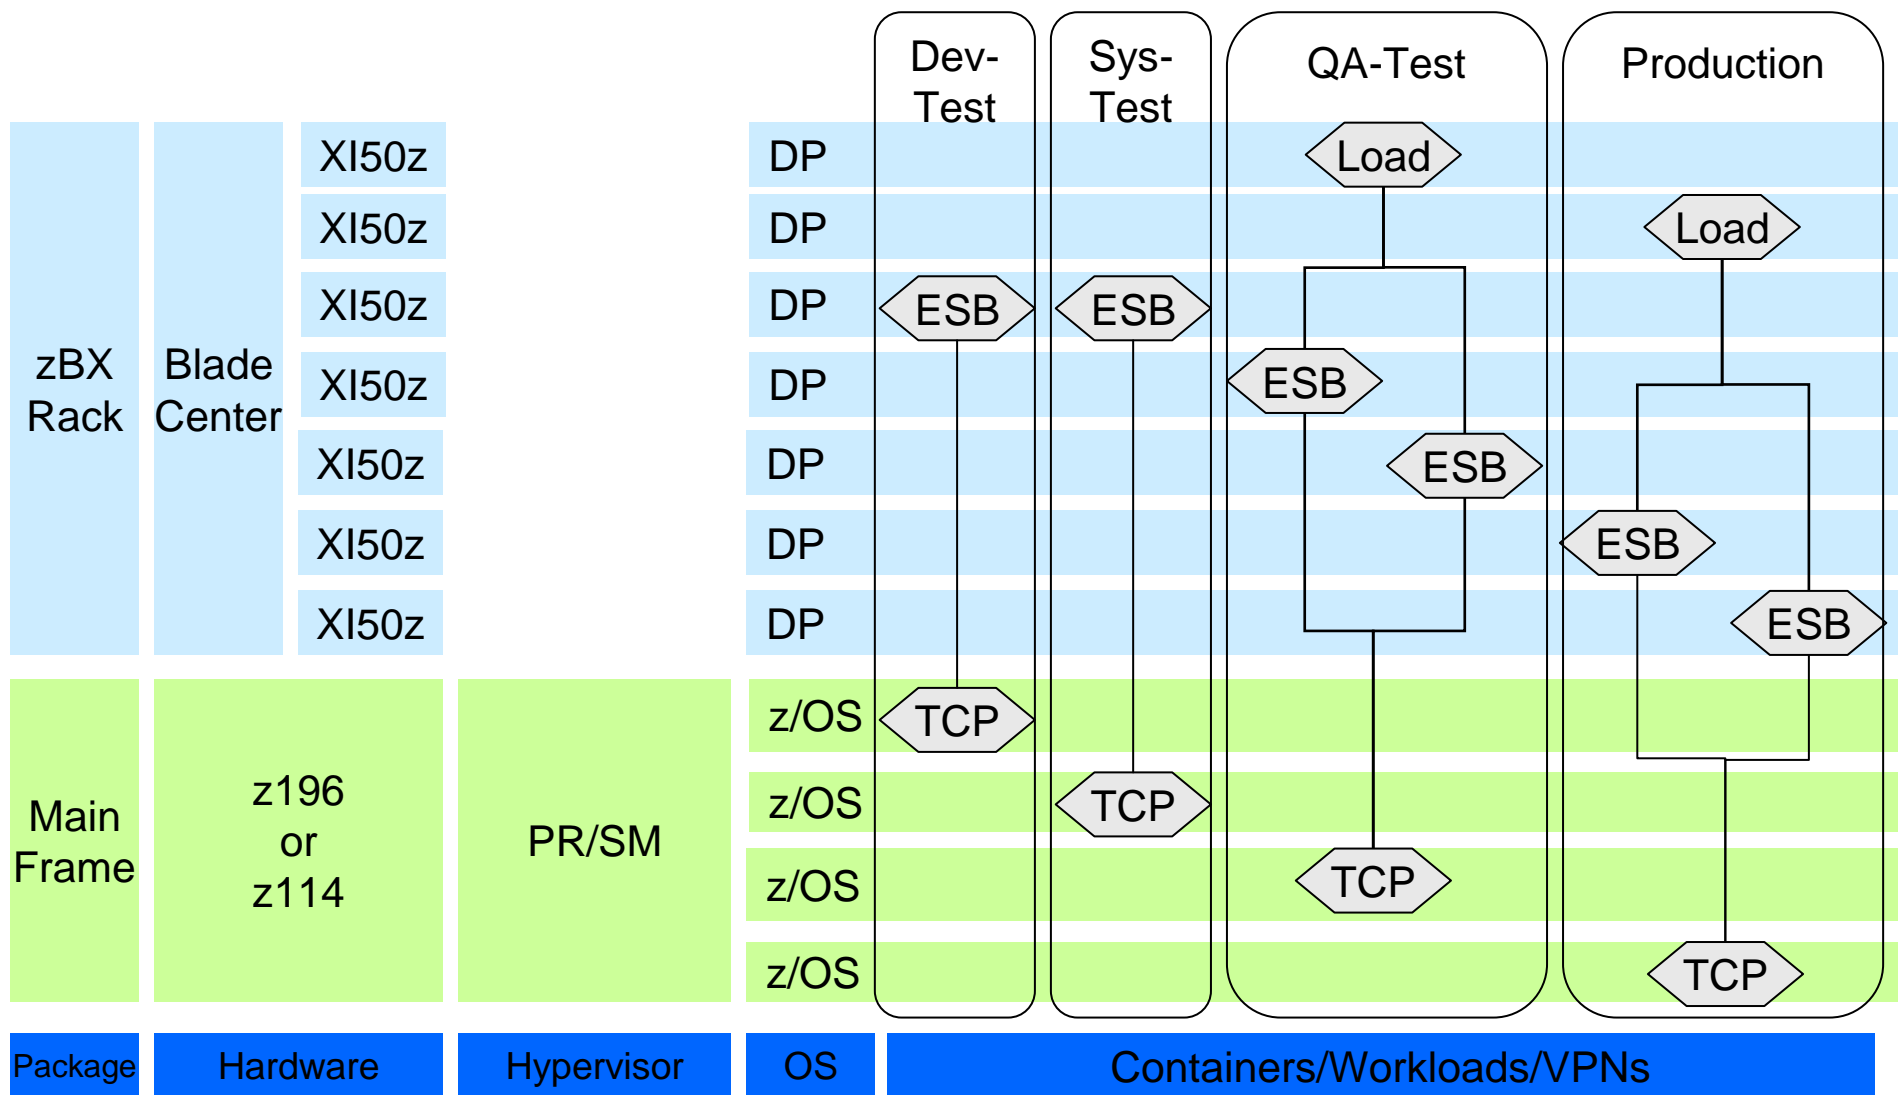 Dev-
Test
Sys-
Test
QA-Test
Production
XI50z
DP
Load
XI50z
DP
Load
XI50z
DP
ESB
ESB
zBX
Rack
Blade
Center
XI50z
DP
ESB
XI50z
DP
ESB
XI50z
DP
ESB
XI50z
DP
ESB
Main
Frame
z196
or
z114
PR/SM
z/OS
TCP
z/OS
TCP
z/OS
TCP
z/OS
TCP
Package
Hardware
Hypervisor
OS
Containers/Workloads/VPNs